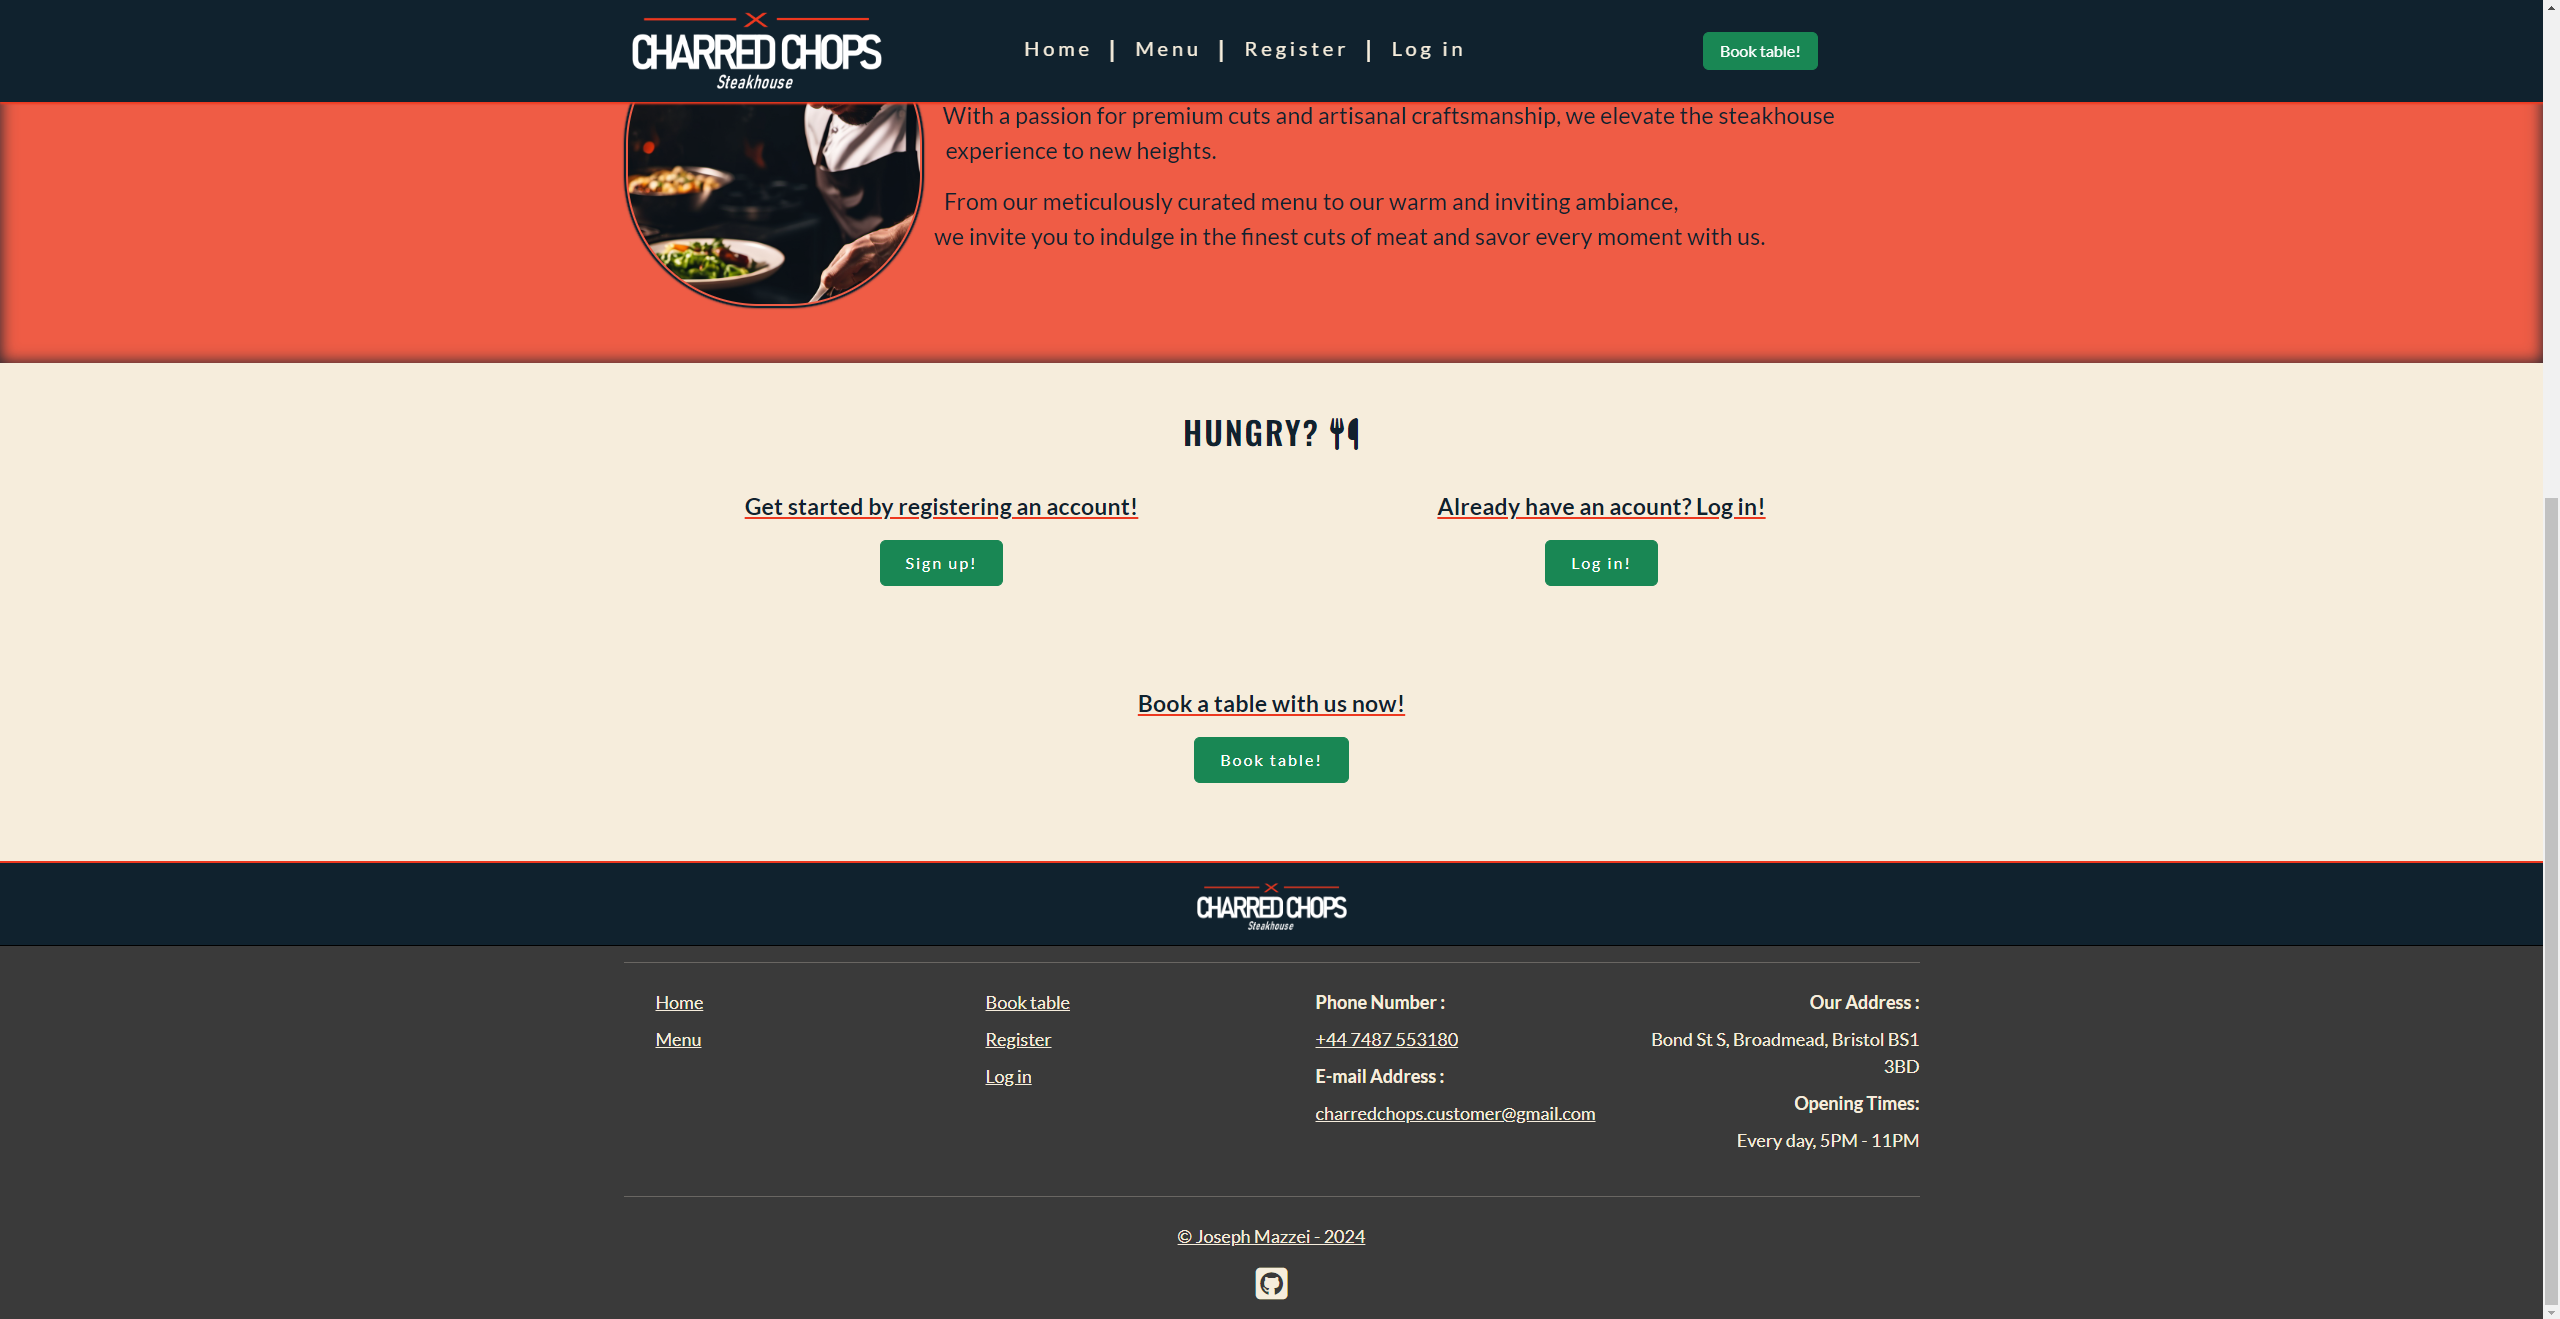 CHARRED CHOPS
Steakhouse
Home | Menu | Register | Log in
Book table!
With a passion for premium cuts and artisanal craftsmanship, we elevate the steakhouse
experience to new heights.
From our meticulously curated menu to our warm and inviting ambiance,
we invite you to indulge in the finest cuts of meat and savor every moment with us.
HUNGRY?
Get started by registering an account!
Sign up!
Already have an acount? Log in!
Log in!
Book a table with us now!
Book table!
CHARRED CHOPS
Steakhouse
Home
Menu
Book table
Register
Log in
Phone Number :
+44 7487 553180
E-mail Address :
charredchops.customer@gmail.com
Our Address :
Bond St S, Broadmead, Bristol BS1
3BD
Opening Times:
Every day, 5PM - 11PM
© Joseph Mazzei - 2024